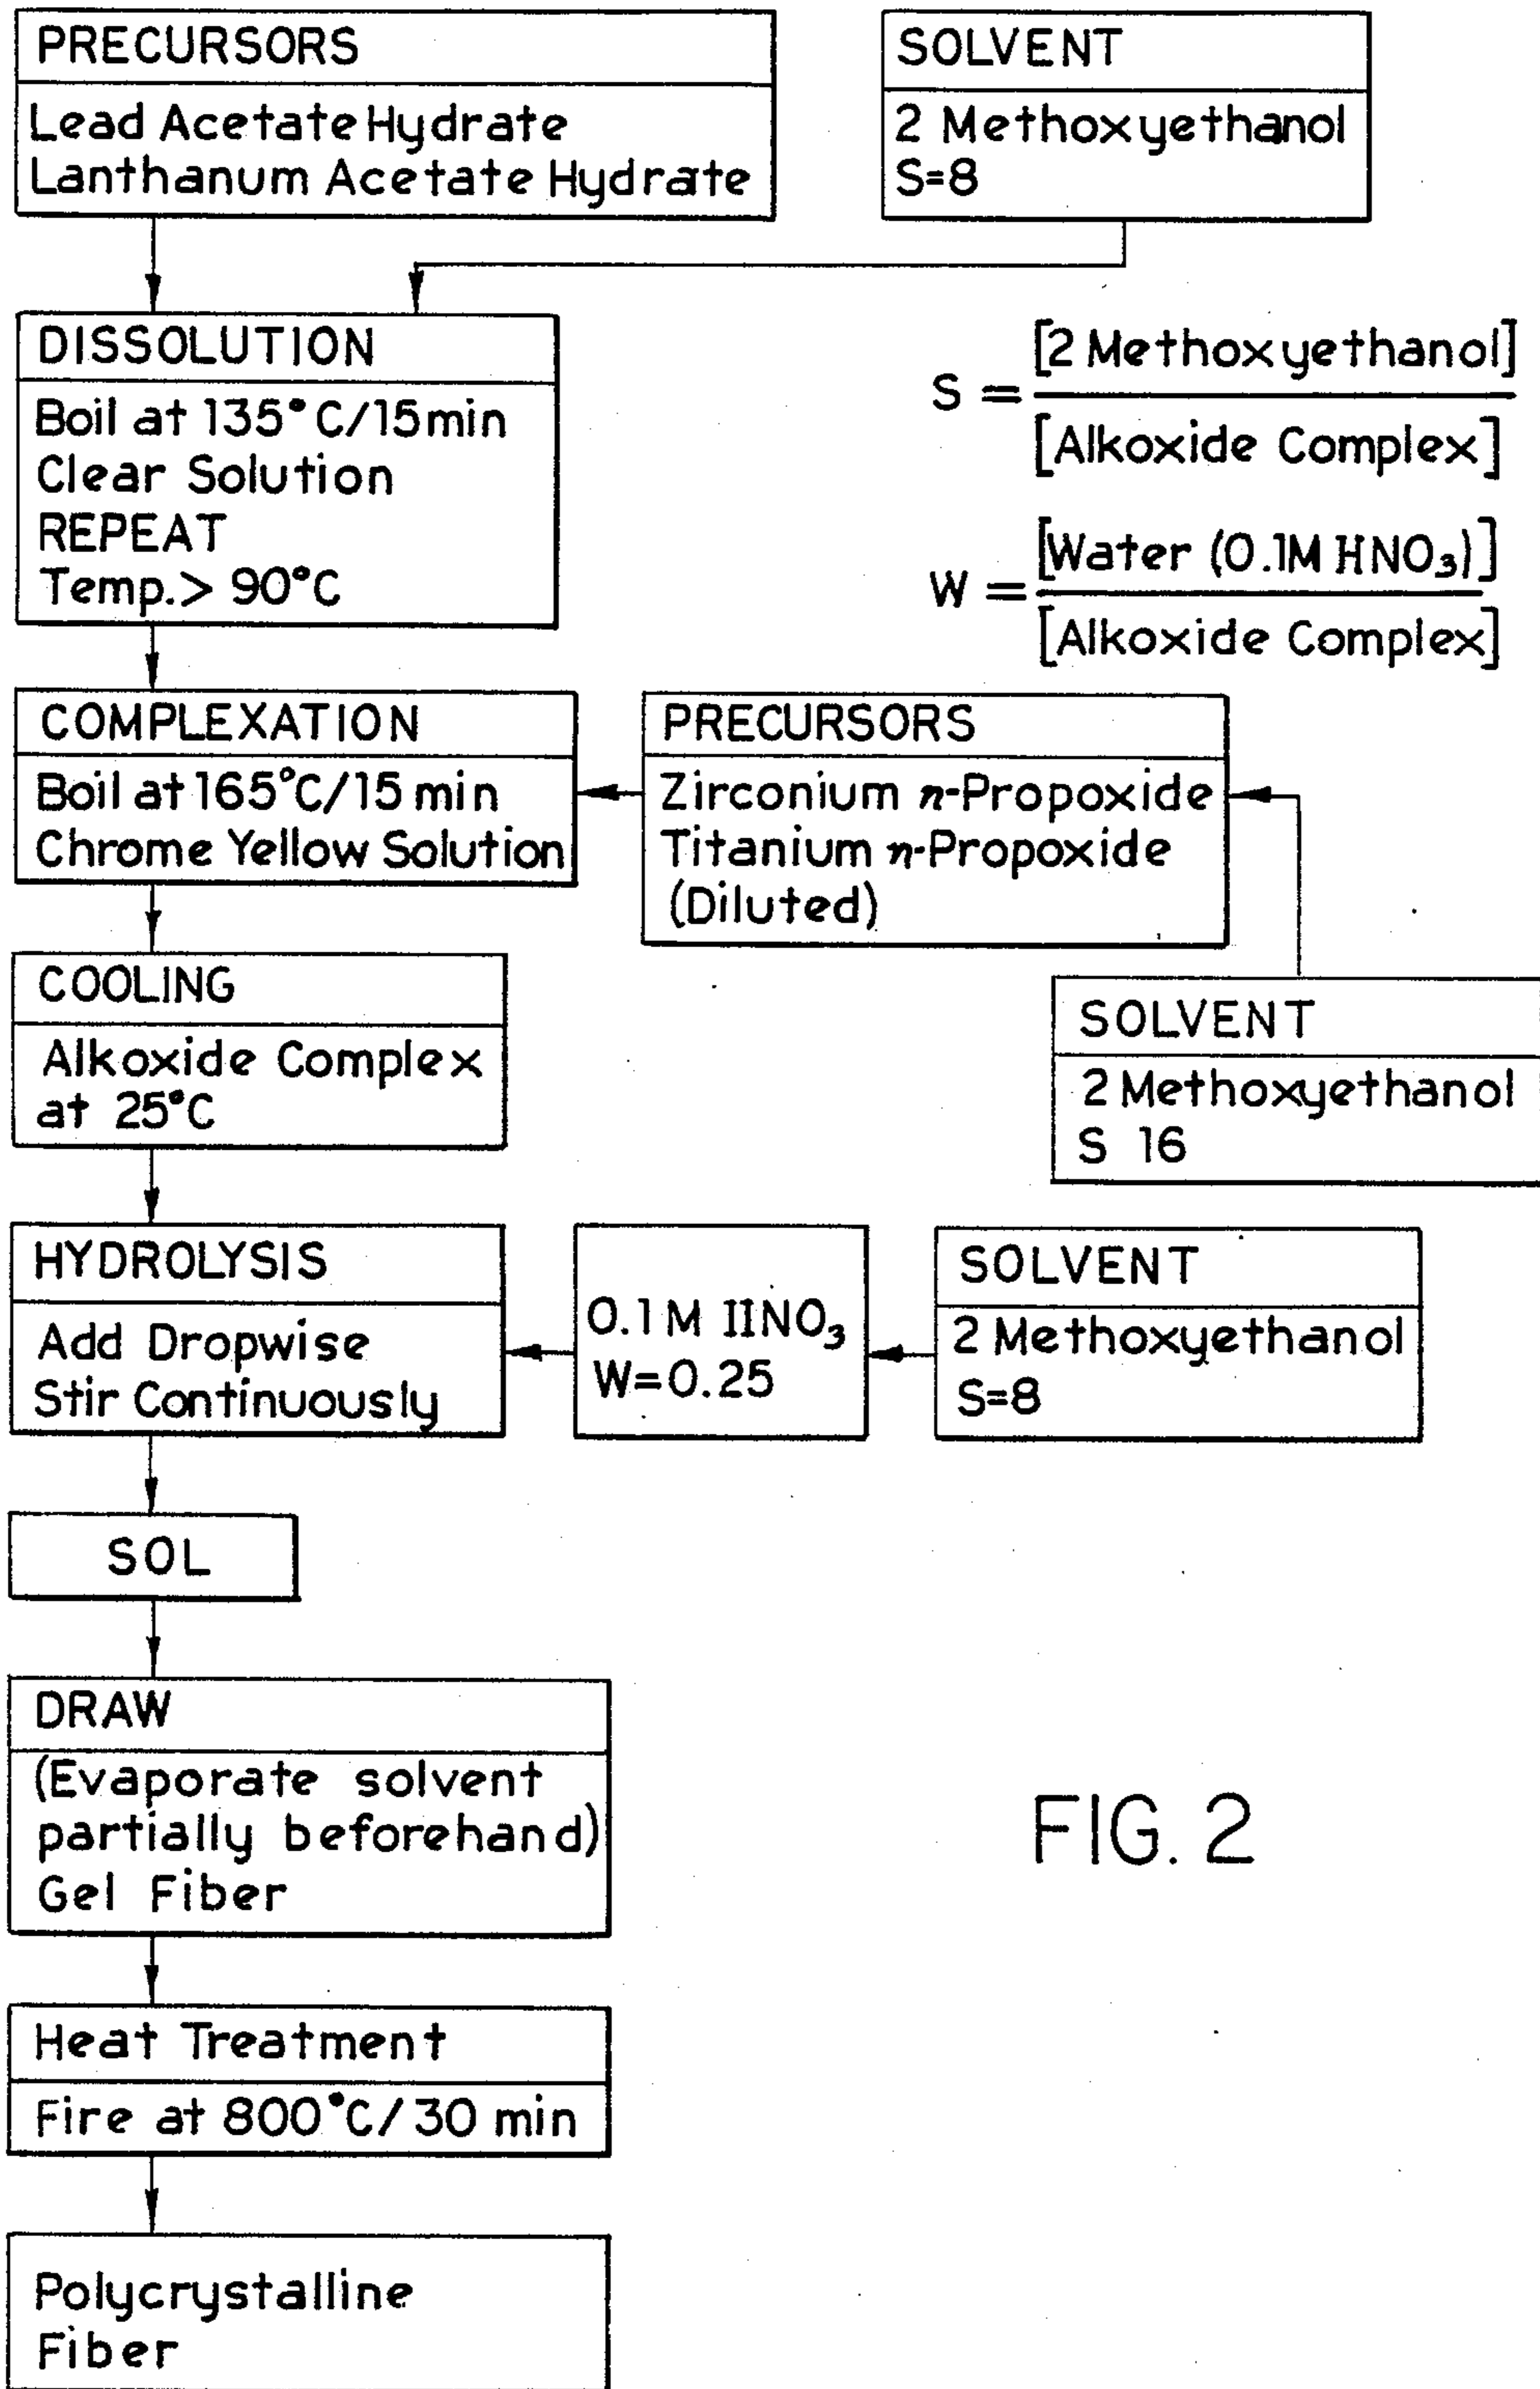 PRECURSORS
Lead Acetate Hydrate
Lanthanum Acetate Hydrate
SOLVENT
2 Methoxyethanol
S=8
DISSOLUTION
Boil at 135°C/15min
Clear Solution
REPEAT
Temp.> 90°C
S = [2 Methoxyethanol]
[Alkoxide Complex]
W = [Water (0.1M HNO₃)]
[Alkoxide Complex]
COMPLEXATION
Boil at 165°C/15 min
Chrome Yellow Solution
PRECURSORS
Zirconium n-Propoxide
Titanium n-Propoxide
(Diluted)
COOLING
Alkoxide Complex
at 25°C
SOLVENT
2 Methoxyethanol
S 16
HYDROLYSIS
Add Dropwise
Stir Continuously
0.1M IINO₃
W=0.25
SOLVENT
2 Methoxyethanol
S=8
SOL
DRAW
(Evaporate solvent
partially beforehand)
Gel Fiber
Heat Treatment
Fire at 800°C/30 min
Polycrystalline
Fiber
FIG. 2